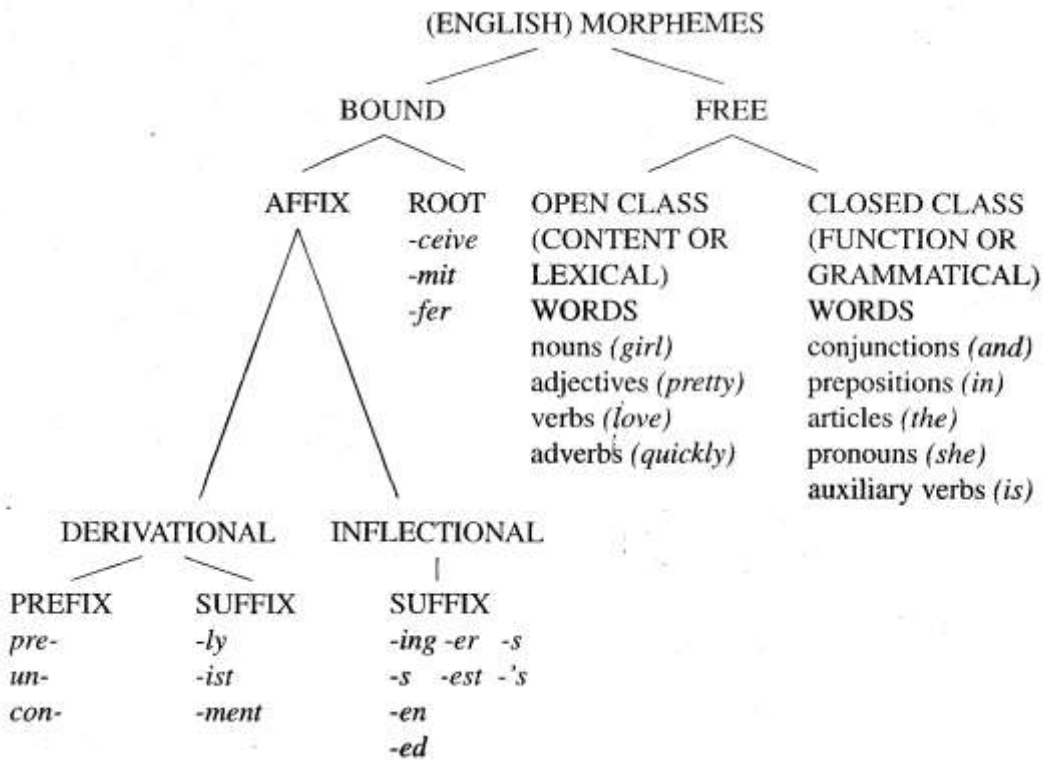 (ENGLISH) MORPHEMES
BOUND
FREE
AFFIX
ROOT
-ceive
-mit
-fer
OPEN CLASS
(CONTENT OR
LEXICAL)
WORDS
nouns (girl)
adjectives (pretty)
verbs (love)
adverbs (quickly)
CLOSED CLASS
(FUNCTION OR
GRAMMATICAL)
WORDS
conjunctions (and)
prepositions (in)
articles (the)
pronouns (she)
auxiliary verbs (is)
DERIVATIONAL
INFLECTIONAL
PREFIX
pre-
un-
con-
SUFFIX
-ly
-ist
-ment
SUFFIX
-ing -er -s
-s -est -'s
-en
-ed